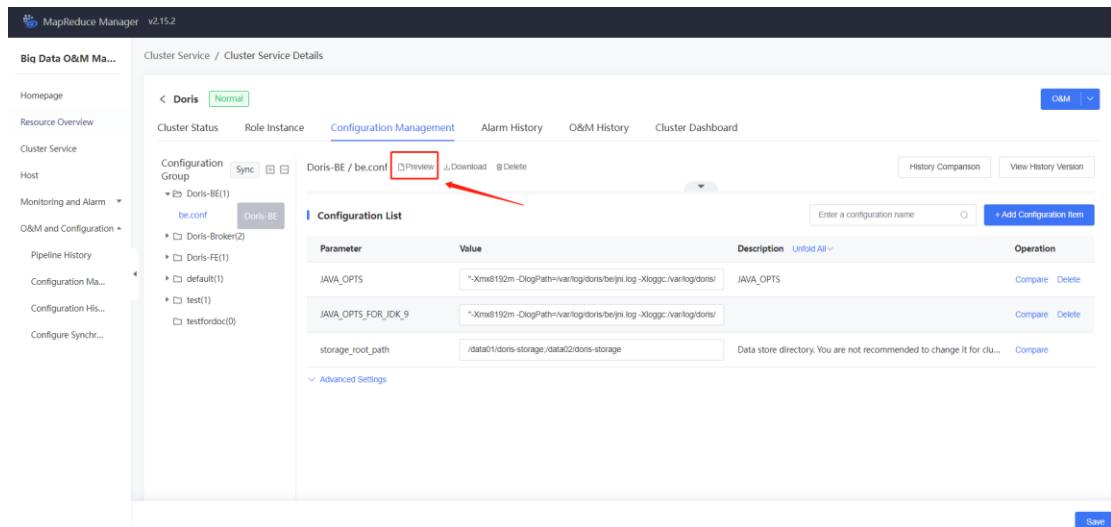 MapReduce Manager v2.15.2
Big Data O&M Ma...
Cluster Service / Cluster Service Details
Homepage
Resource Overview
Cluster Service
Host
Monitoring and Alarm
O&M and Configuration
Pipeline History
Configuration Ma...
Configuration His...
Configure Synchr...
< Doris Normal
O&M
Cluster Status Role Instance Configuration Management Alarm History O&M History Cluster Dashboard
Configuration Group Sync
Doris-BE(1)
be.conf Doris-BE
Doris-Broker(2)
Doris-FE(1)
default(1)
test(1)
testfordoc(0)
Doris-BE / be.conf Preview Download Delete
History Comparison View History Version
Configuration List
Enter a configuration name + Add Configuration Item
Parameter Value Description Unfold All Operation
JAVA_OPTS "-Xmx8192m -DlogPath=/var/log/doris/be/jni.log -Xloggc:/var/log/doris/ JAVA_OPTS Compare Delete
JAVA_OPTS_FOR_JDK_9 "-Xmx8192m -DlogPath=/var/log/doris/be/jni.log -Xloggc:/var/log/doris/ Compare Delete
storage_root_path /data01/doris-storage;/data02/doris-storage Data store directory. You are not recommended to change it for clu... Compare
Advanced Settings
Save